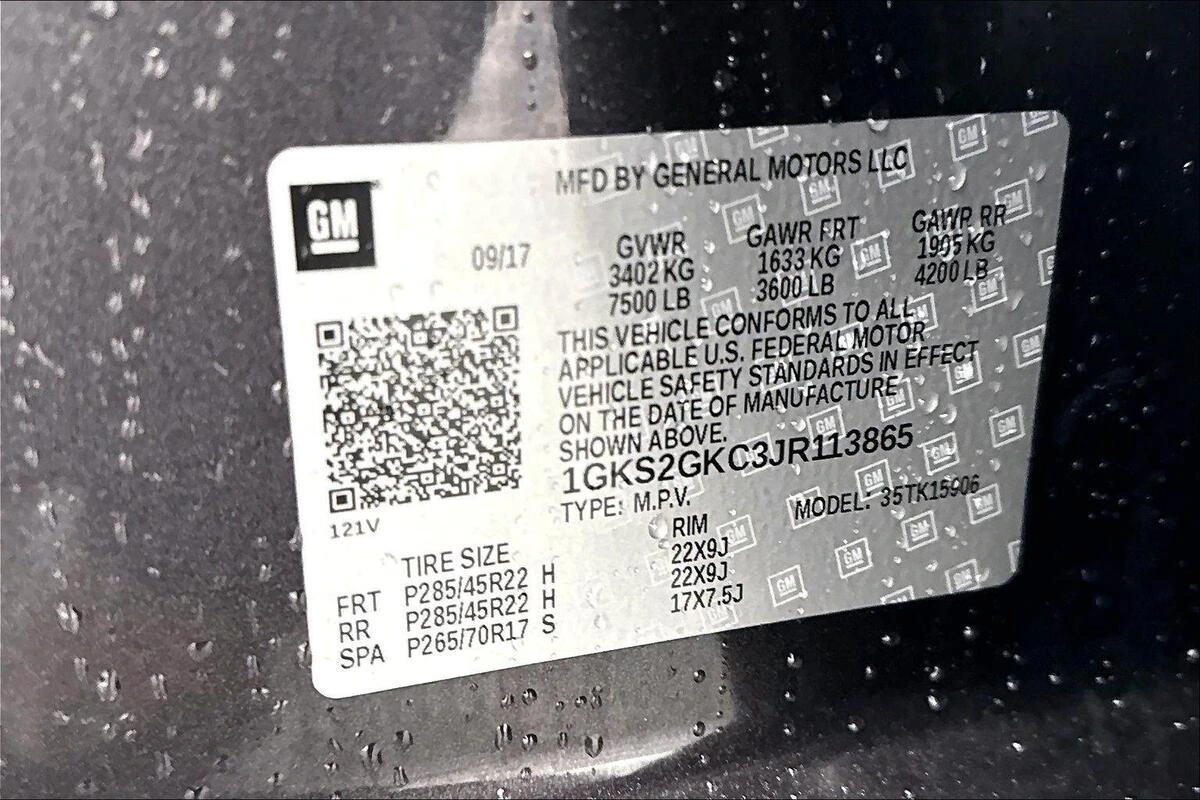 MFD BY GENERAL MOTORS LLC
GM
09/17
GVWR GAWR FRT GAWR RR
3402 KG 1633 KG 1905 KG
7500 LB 3600 LB 4200 LB
THIS VEHICLE CONFORMS TO ALL
APPLICABLE U.S. FEDERAL MOTOR
VEHICLE SAFETY STANDARDS IN EFFECT
ON THE DATE OF MANUFACTURE
SHOWN ABOVE.
1GKS2GKC3JR113865
TYPE: M.P.V. MODEL: 35TK15906
121V
TIRE SIZE RIM
FRT P285/45R22 H 22X9J
RR P285/45R22 H 22X9J
SPA P265/70R17 S 17X7.5J